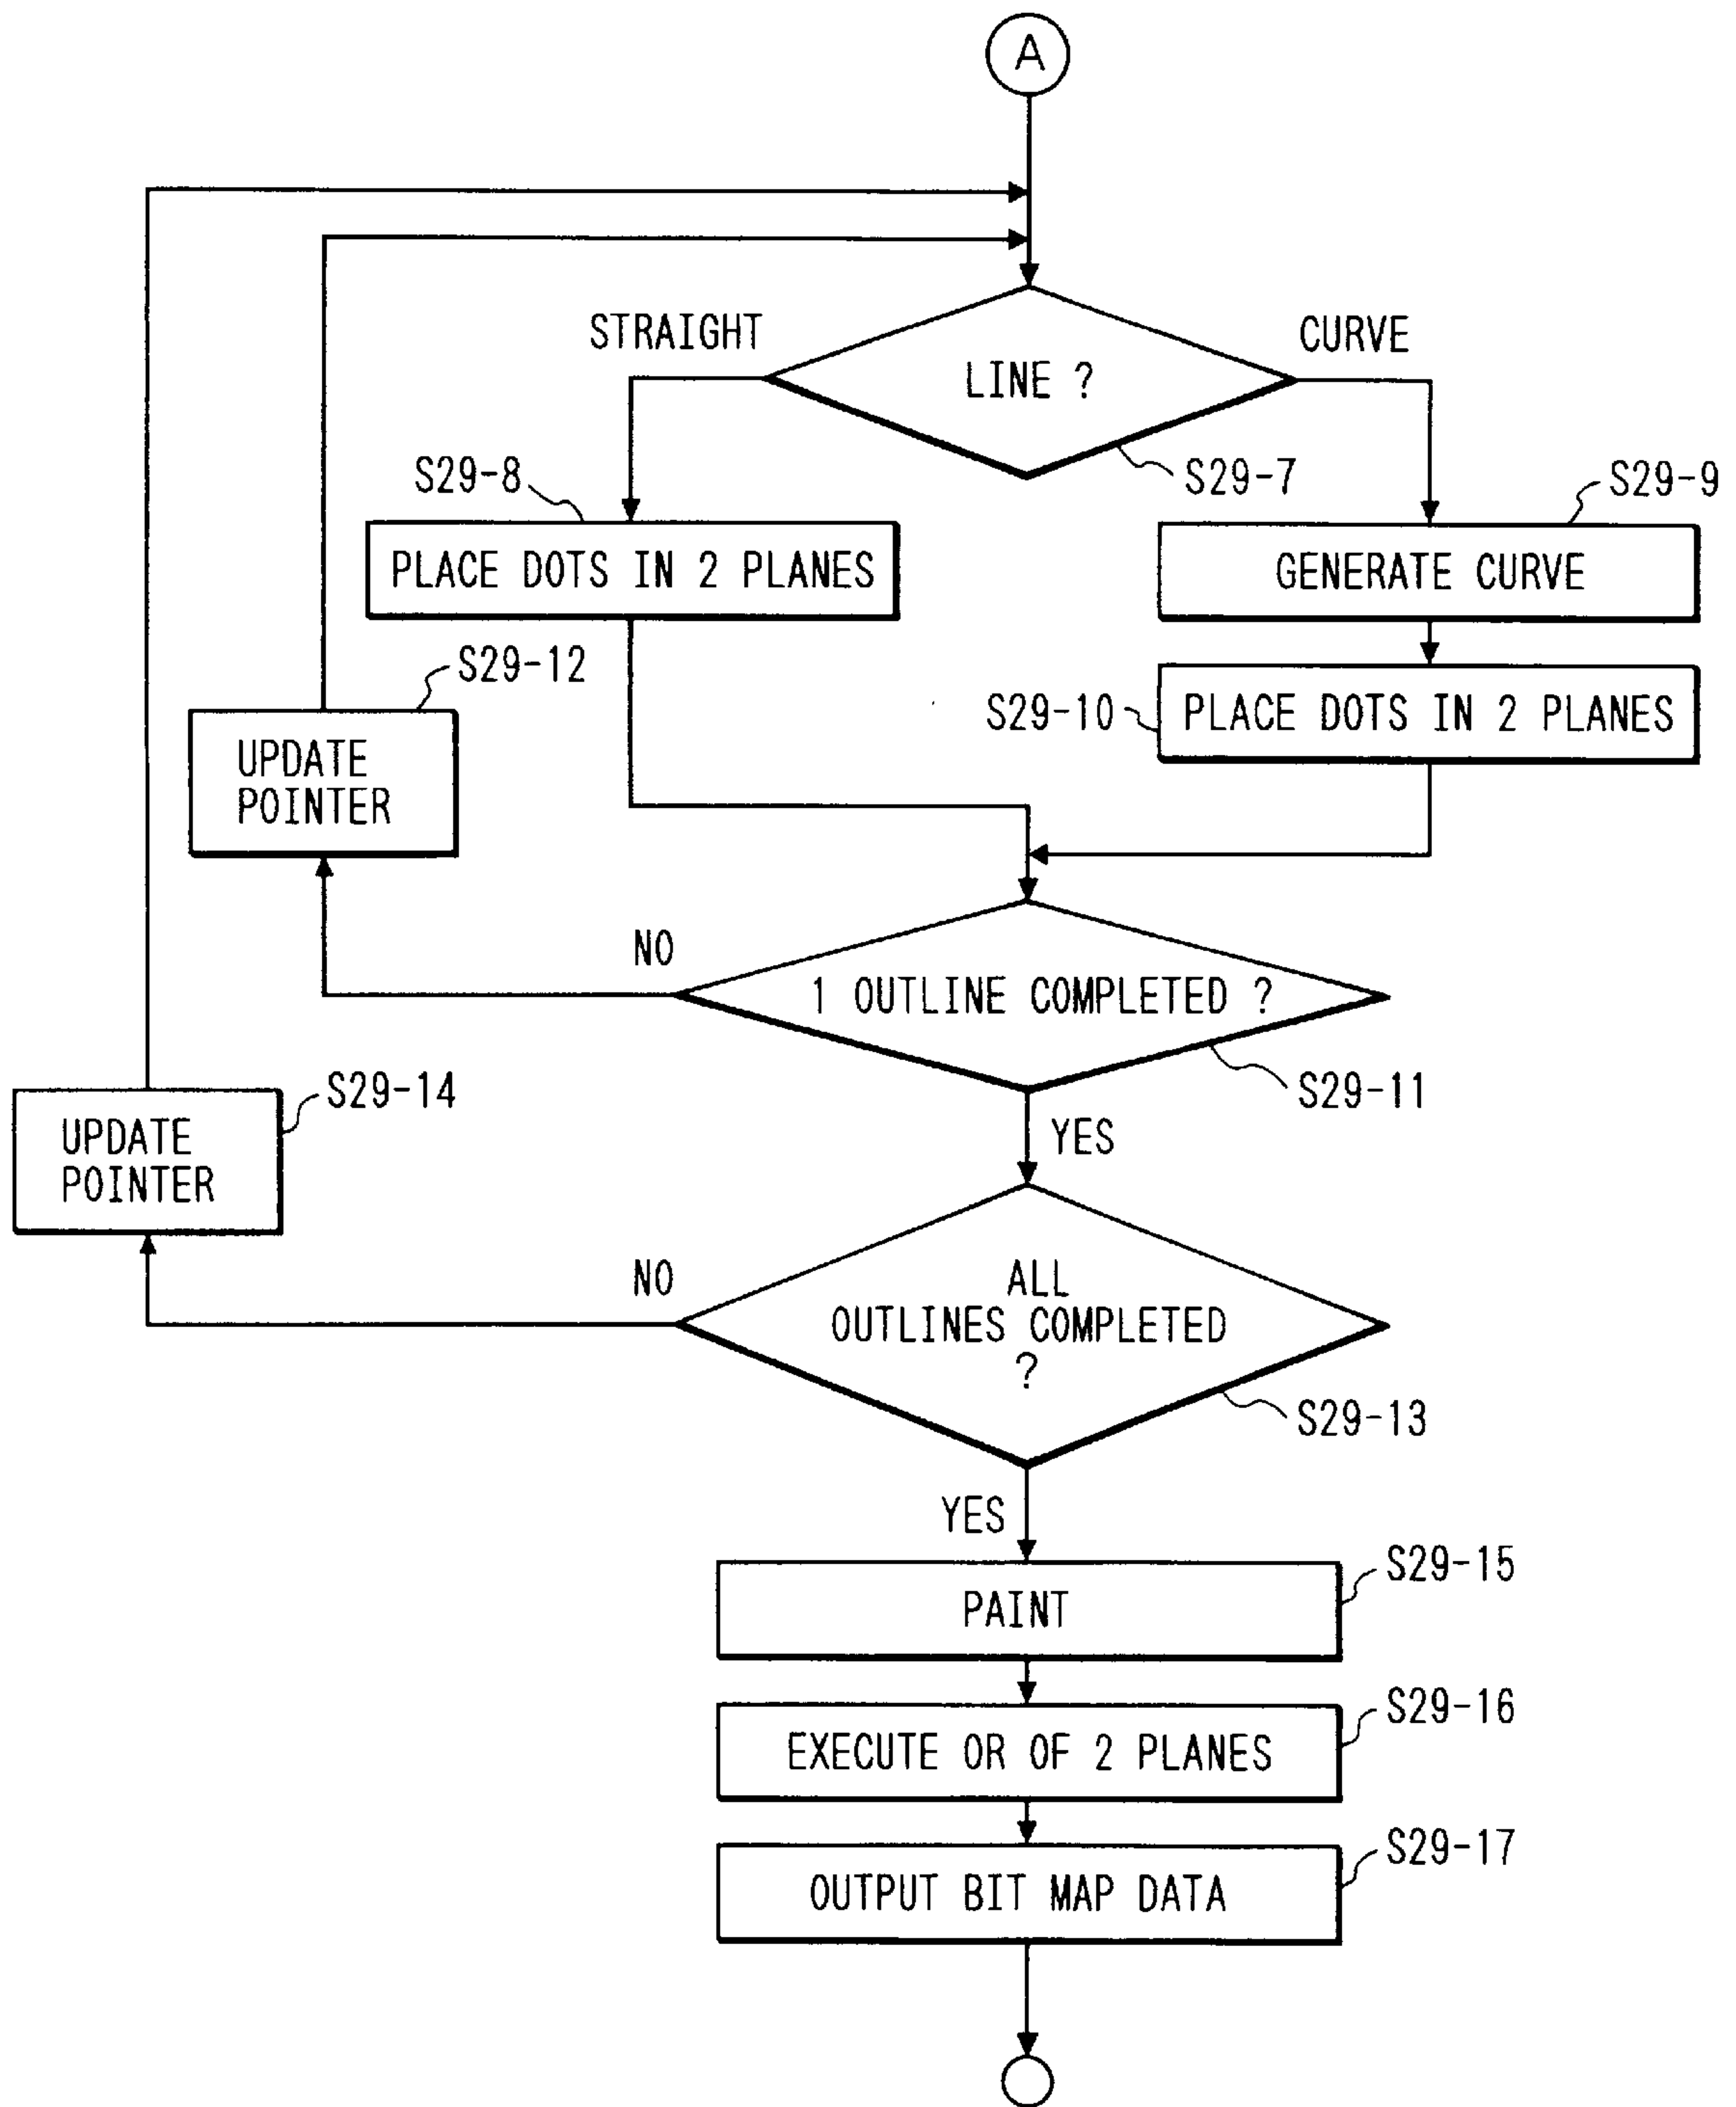 A
STRAIGHT
CURVE
LINE ?
S29-7
S29-8
S29-9
PLACE DOTS IN 2 PLANES
GENERATE CURVE
S29-12
S29-10
PLACE DOTS IN 2 PLANES
UPDATE
POINTER
NO
1 OUTLINE COMPLETED ?
S29-11
S29-14
YES
UPDATE
POINTER
NO
ALL
OUTLINES COMPLETED
?
S29-13
YES
S29-15
PAINT
S29-16
EXECUTE OR OF 2 PLANES
S29-17
OUTPUT BIT MAP DATA